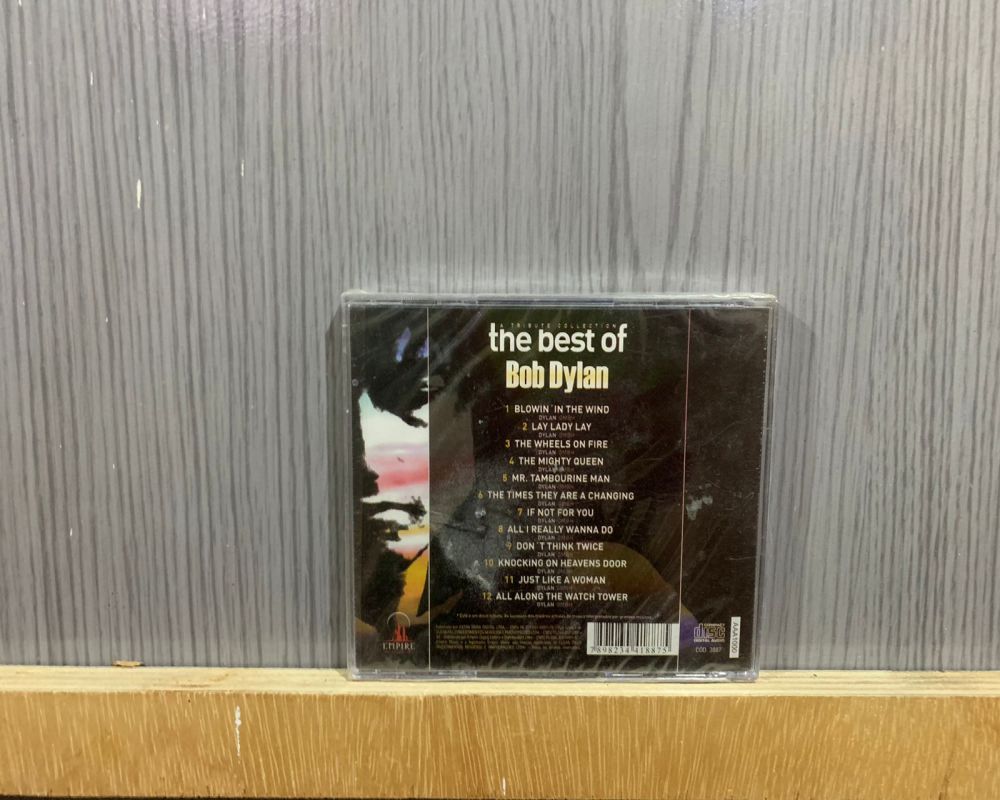 A TRIBUTE COLLECTION
the best of
Bob Dylan
1 BLOWIN´IN THE WIND
DYLAN
2 LAY LADY LAY
DYLAN
3 THE WHEELS ON FIRE
DYLAN
4 THE MIGHTY QUEEN
DYLAN
5 MR. TAMBOURINE MAN
DYLAN
6 THE TIMES THEY ARE A CHANGING
DYLAN
7 IF NOT FOR YOU
DYLAN
8 ALL I REALLY WANNA DO
DYLAN
9 DON´T THINK TWICE
DYLAN
10 KNOCKING ON HEAVENS DOOR
DYLAN
11 JUST LIKE A WOMAN
DYLAN
12 ALL ALONG THE WATCH TOWER
DYLAN
EMPIRE
7898234418875
COMPACT
disc
DIGITAL AUDIO
COD. 3887
AAA1000